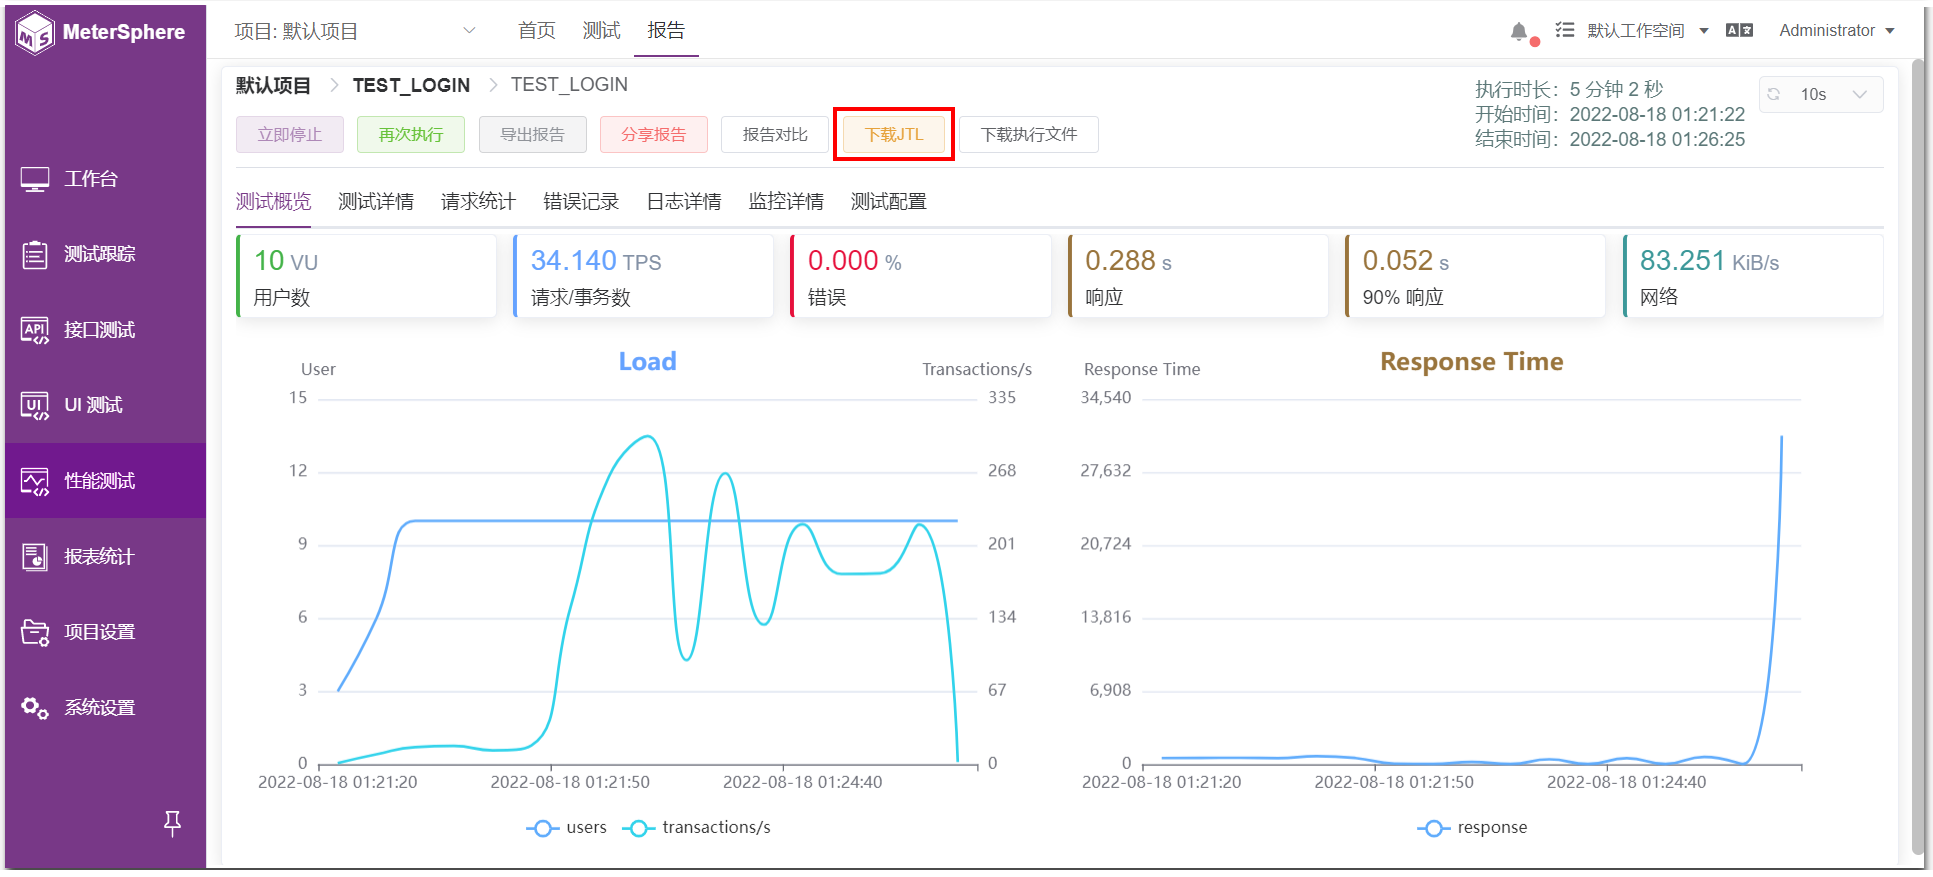 MeterSphere
项目: 默认项目
首页
测试
报告
默认工作空间
Administrator
工作台
测试跟踪
接口测试
UI 测试
性能测试
报表统计
项目设置
系统设置
默认项目 > TEST_LOGIN > TEST_LOGIN
执行时长: 5 分钟 2 秒
开始时间: 2022-08-18 01:21:22
结束时间: 2022-08-18 01:26:25
10s
立即停止
再次执行
导出报告
分享报告
报告对比
下载JTL
下载执行文件
测试概览
测试详情
请求统计
错误记录
日志详情
监控详情
测试配置
10 VU
用户数
34.140 TPS
请求/事务数
0.000 %
错误
0.288 s
响应
0.052 s
90% 响应
83.251 KiB/s
网络
Load
User
Transactions/s
15
12
9
6
3
0
335
268
201
134
67
0
2022-08-18 01:21:20
2022-08-18 01:21:50
2022-08-18 01:24:40
users
transactions/s
Response Time
Response Time
34,540
27,632
20,724
13,816
6,908
0
2022-08-18 01:21:20
2022-08-18 01:21:50
2022-08-18 01:24:40
response